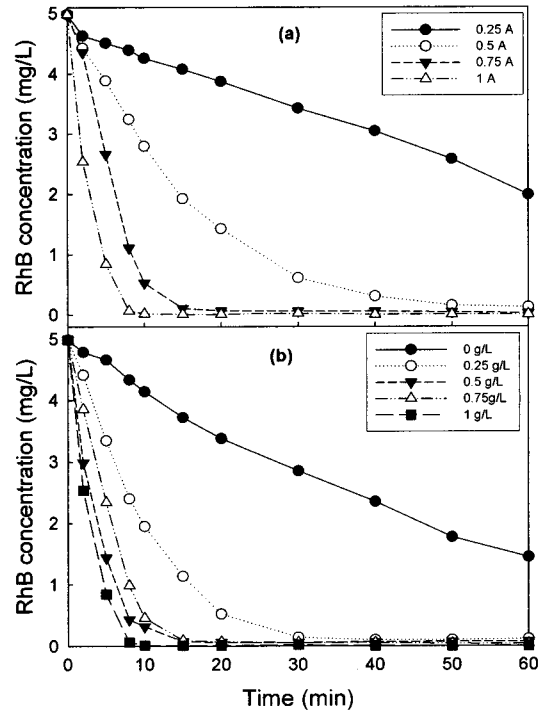 (a)
0.25 A
0.5 A
0.75 A
1 A
RhB concentration (mg/L)
5
4
3
2
1
0
(b)
0 g/L
0.25 g/L
0.5 g/L
0.75g/L
1 g/L
RhB concentration (mg/L)
5
4
3
2
1
0
0 10 20 30 40 50 60
Time (min)